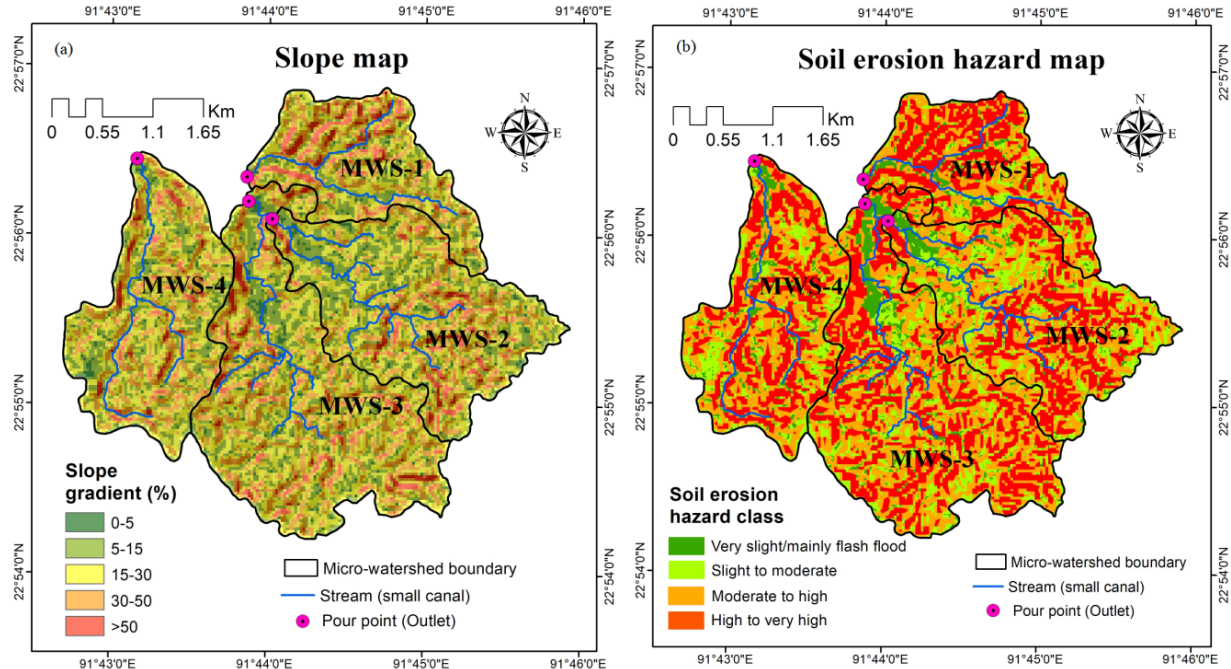 91°43'0"E 91°44'0"E 91°45'0"E 91°46'0"E
(a)
Slope map
22°57'0"N
22°56'0"N
22°55'0"N
22°54'0"N
Km
0 0.55 1.1 1.65
N
W E
S
MWS-1
MWS-4
MWS-2
MWS-3
Slope
gradient (%)
0-5
5-15
15-30
30-50
>50
Micro-watershed boundary
Stream (small canal)
Pour point (Outlet)
22°57'0"N
22°56'0"N
22°55'0"N
22°54'0"N
91°43'0"E 91°44'0"E 91°45'0"E 91°46'0"E
91°43'0"E 91°44'0"E 91°45'0"E 91°46'0"E
(b)
Soil erosion hazard map
22°57'0"N
22°56'0"N
22°55'0"N
22°54'0"N
Km
0 0.55 1.1 1.65
N
W E
S
MWS-1
MWS-4
MWS-2
MWS-3
Soil erosion
hazard class
Very slight/mainly flash flood
Slight to moderate
Moderate to high
High to very high
Micro-watershed boundary
Stream (small canal)
Pour point (Outlet)
22°57'0"N
22°56'0"N
22°55'0"N
22°54'0"N
91°43'0"E 91°44'0"E 91°45'0"E 91°46'0"E